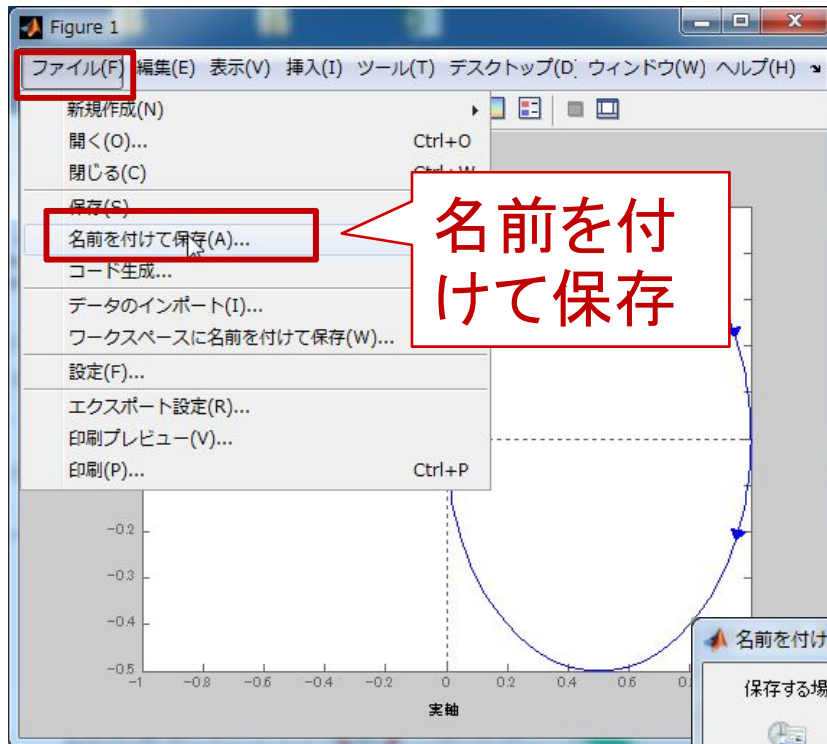 Figure 1
ファイル(F) 編集(E) 表示(V) 挿入(I) ツール(T) デスクトップ(D) ウィンドウ(W) ヘルプ(H)
新規作成(N)
開く(O)... Ctrl+O
閉じる(C) Ctrl+W
保存(S)
名前を付けて保存(A)...
コード生成...
名前を付
けて保存
データのインポート(I)...
ワークスペースに名前を付けて保存(W)...
設定(F)...
エクスポート設定(R)...
印刷プレビュー(V)...
印刷(P)... Ctrl+P
-0.2
-0.3
-0.4
-0.5
-1 -0.8 -0.6 -0.4 -0.2 0 0.2 0.4 0.6
実軸
名前を付け
保存する場